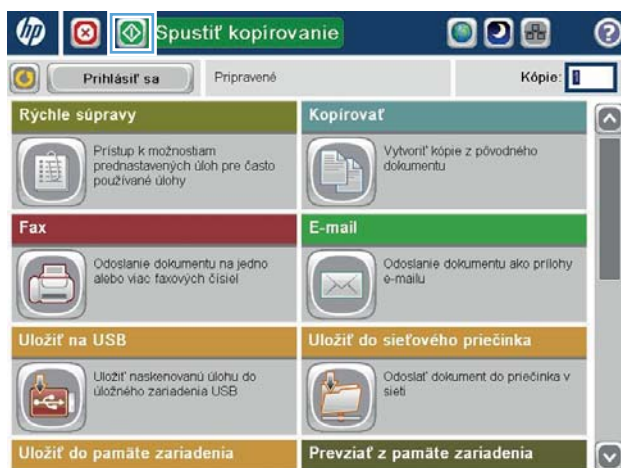 hp
Spustiť kopírovanie
?
Prihlásiť sa
Pripravené
Kópie: 1
Rýchle súpravy
Prístup k možnostiam
prednastavených úloh pre často
používané úlohy
Kopírovať
Vytvoriť kópie z pôvodného
dokumentu
Fax
Odoslanie dokumentu na jedno
alebo viac faxových čísiel
E-mail
Odoslanie dokumentu ako prílohy
e-mailu
Uložiť na USB
Uložiť naskenovanú úlohu do
úložného zariadenia USB
Uložiť do sieťového priečinka
Odoslať dokument do priečinka v
sieti
Uložiť do pamäte zariadenia
Prevziať z pamäte zariadenia